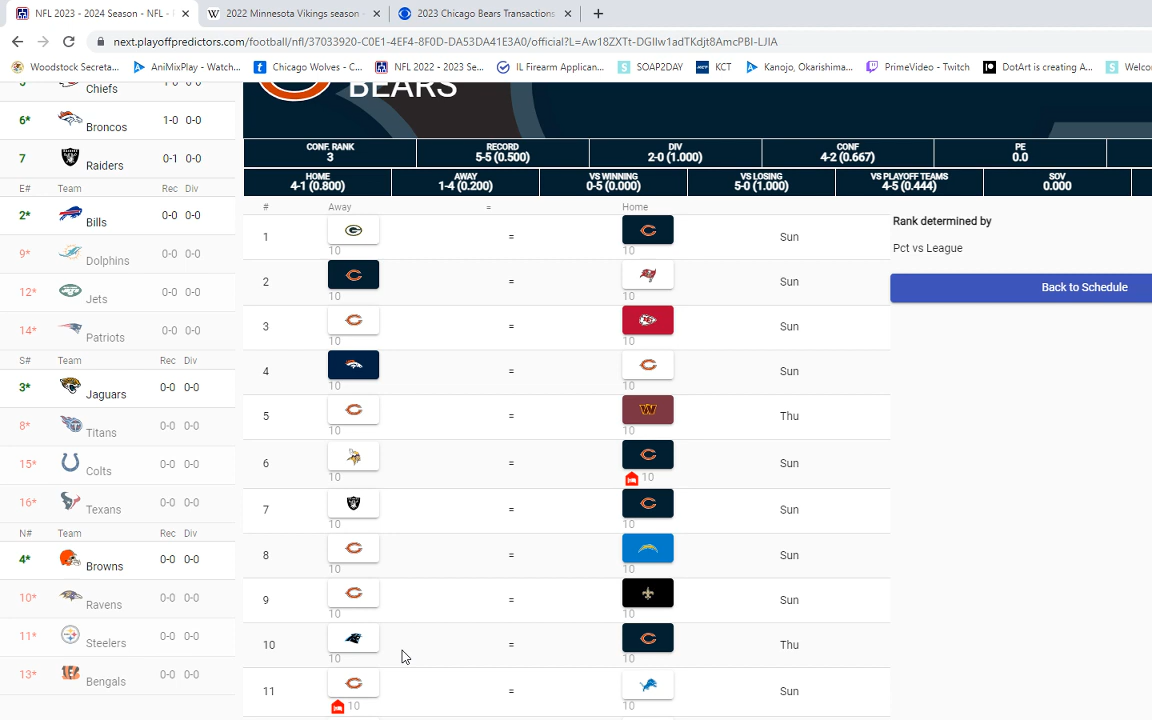 NFL 2023 - 2024 Season - NFL -
2022 Minnesota Vikings season -
2023 Chicago Bears Transactions
next.playoffpredictors.com/football/nfl/37033920-C0E1-4EF4-8F0D-DA53DA41E3A0/official?L=Aw18ZXTt-DGIlw1adTKdjt8AmcPBI-LJIA
Woodstock Secreta... AniMixPlay - Watch... Chicago Wolves - C... NFL 2022 - 2023 Se... IL Firearm Applican... SOAP2DAY KCT Kanojo, Okarishima... PrimeVideo - Twitch DotArt is creating A... Welco
Chiefs
6* Broncos 1-0 0-0
7 Raiders 0-1 0-0
E# Team Rec Div
2* Bills 0-0 0-0
9* Dolphins 0-0 0-0
12* Jets 0-0 0-0
14* Patriots 0-0 0-0
S# Team Rec Div
3* Jaguars 0-0 0-0
8* Titans 0-0 0-0
15* Colts 0-0 0-0
16* Texans 0-0 0-0
N# Team Rec Div
4* Browns 0-0 0-0
10* Ravens 0-0 0-0
11* Steelers 0-0 0-0
13* Bengals 0-0 0-0
BEARS
CONF. RANK RECORD DIV CONF PE
3 5-5 (0.500) 2-0 (1.000) 4-2 (0.667) 0.0
HOME AWAY VS WINNING VS LOSING VS PLAYOFF TEAMS SOV
4-1 (0.800) 1-4 (0.200) 0-5 (0.000) 5-0 (1.000) 4-5 (0.444) 0.000
# Away = Home
1 = Sun
10 10
2 = Sun
10 10
3 = Sun
10 10
4 = Sun
10 10
5 W = Thu
10 10
6 = Sun
10 10
7 = Sun
10 10
8 = Sun
10 10
9 = Sun
10 10
10 = Thu
10 10
11 = Sun
10 10
Rank determined by
Pct vs League
Back to Schedule